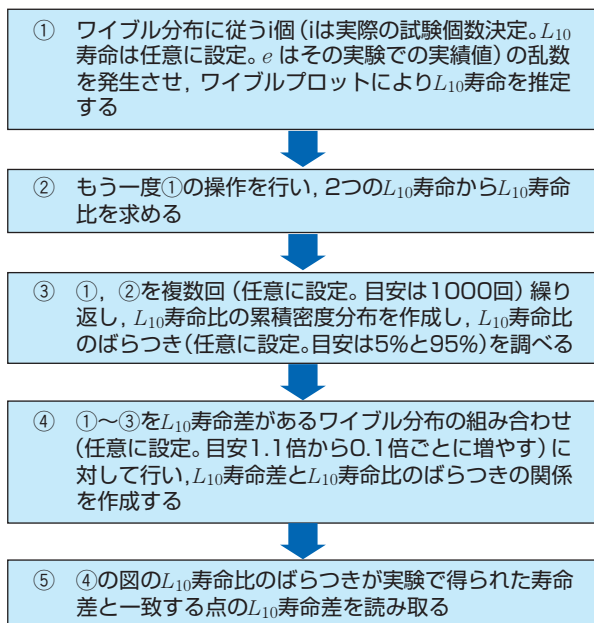 ① ワイブル分布に従うi個（iは実際の試験個数決定。L10
寿命は任意に設定。e はその実験での実績値）の乱数
を発生させ，ワイブルプロットによりL10寿命を推定
する
② もう一度①の操作を行い，2つのL10寿命からL10寿命
比を求める
③ ①，②を複数回（任意に設定。目安は1000回）繰り
返し，L10寿命比の累積密度分布を作成し，L10寿命比
のばらつき（任意に設定。目安は5%と95%）を調べる
④ ①～③をL10寿命差があるワイブル分布の組み合わせ
（任意に設定。目安1.1倍から0.1倍ごとに増やす）に
対して行い，L10寿命差とL10寿命比のばらつきの関係
を作成する
⑤ ④の図のL10寿命比のばらつきが実験で得られた寿命
差と一致する点のL10寿命差を読み取る